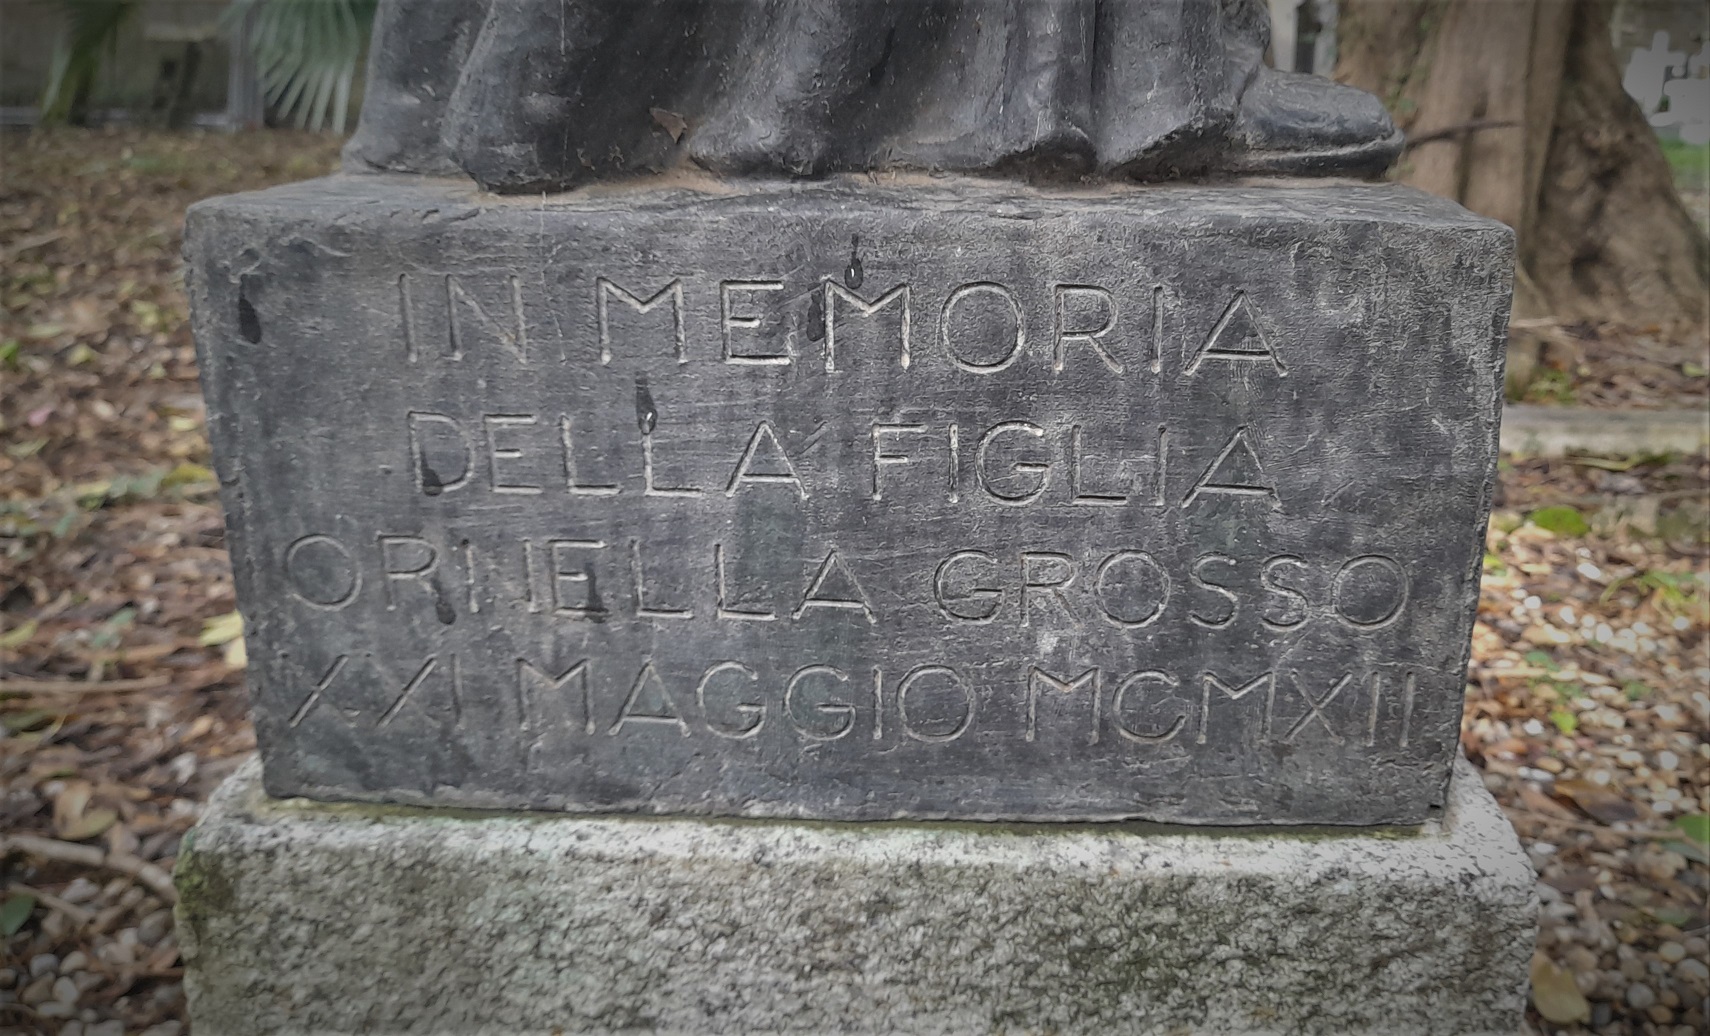 IN MEMORIA
DELLA FIGLIA
ORNELLA GROSSO
XXI MAGGIO MCMXII